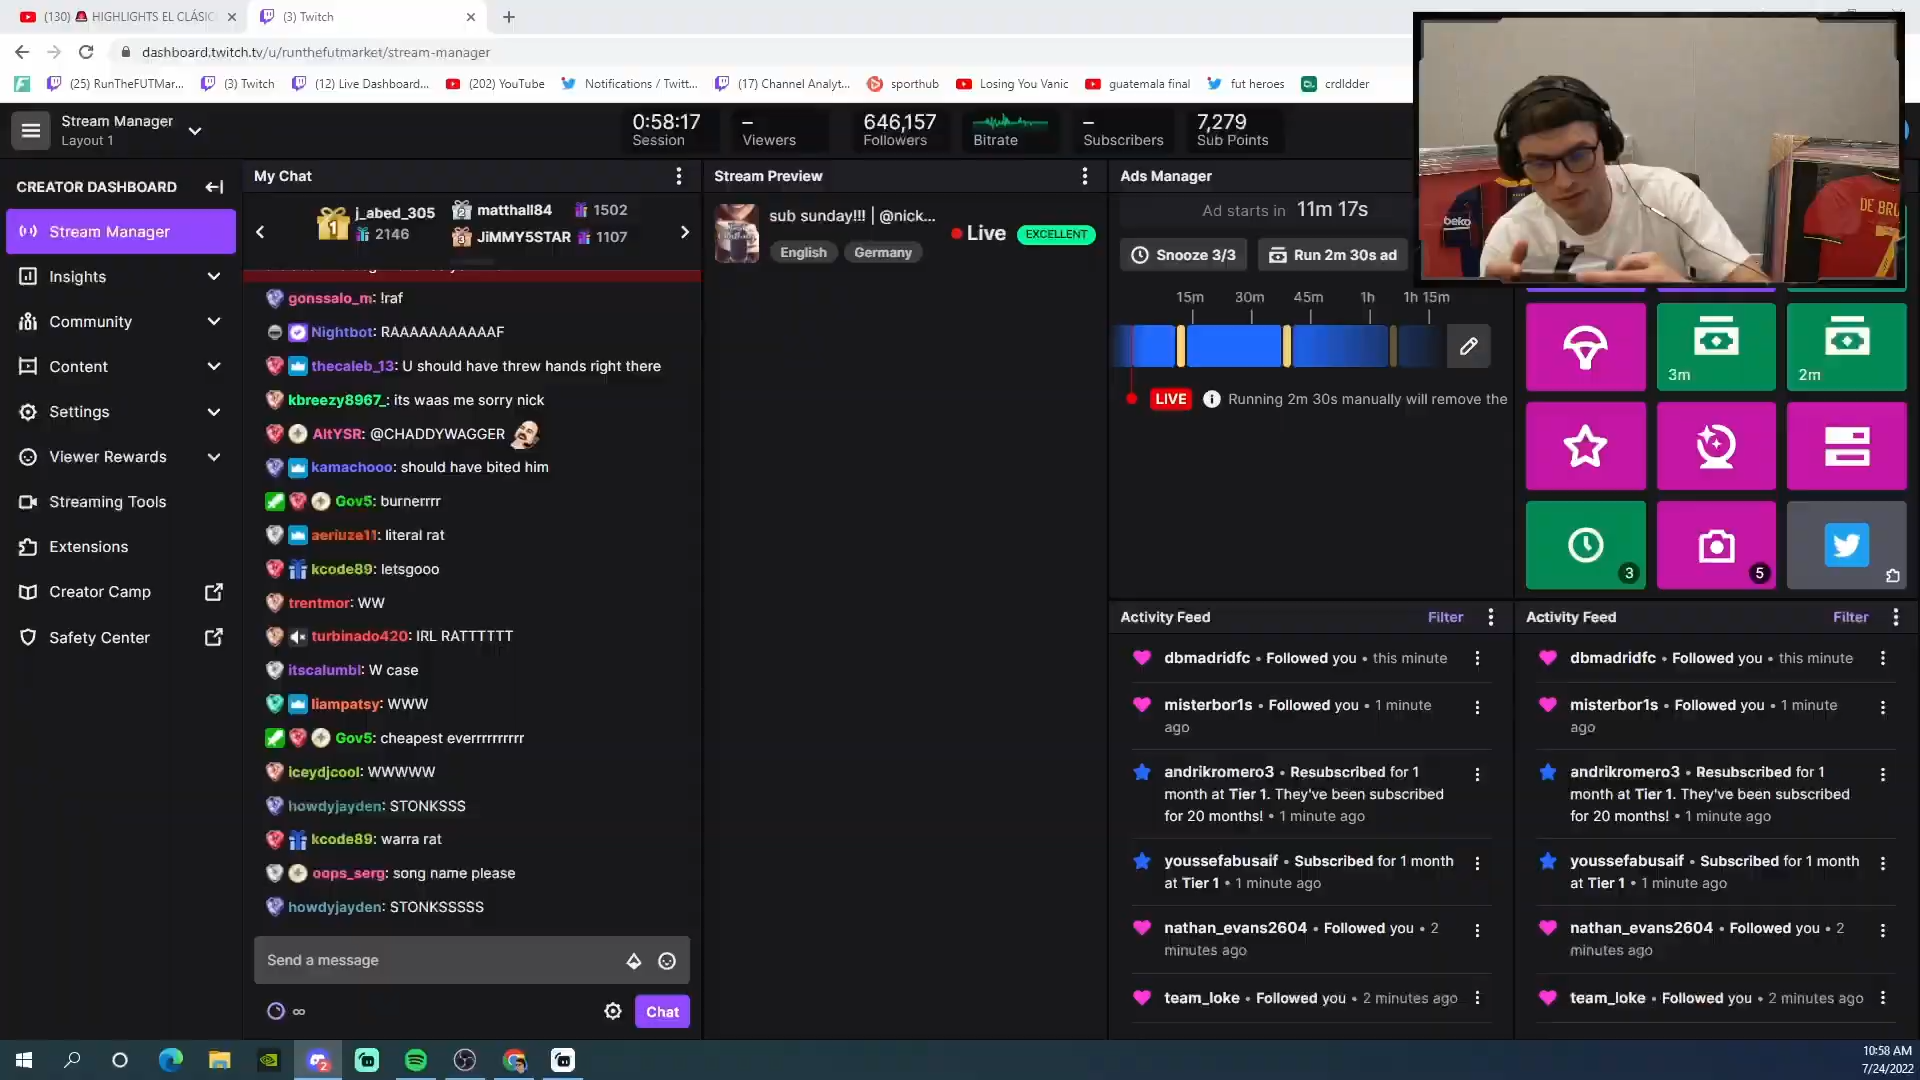 (130) 🚨 HIGHLIGHTS EL CLÁSIC
(3) Twitch
dashboard.twitch.tv/u/runthefutmarket/stream-manager
(25) RunTheFUTMar...
(3) Twitch
(12) Live Dashboard...
(202) YouTube
Notifications / Twitt...
(17) Channel Analyt...
sporthub
Losing You Vanic
guatemala final
fut heroes
crdldder
Stream Manager
Layout 1
0:58:17
Session
–
Viewers
646,157
Followers
Bitrate
–
Subscribers
7,279
Sub Points
CREATOR DASHBOARD
Stream Manager
Insights
Community
Content
Settings
Viewer Rewards
Streaming Tools
Extensions
Creator Camp
Safety Center
My Chat
1 j_abed_305
2146
2 matthall84 1502
3 JiMMY5STAR 1107
gonssalo_m: !raf
Nightbot: RAAAAAAAAAAF
thecaleb_13: U should have threw hands right there
kbreezy8967_: its waas me sorry nick
AltYSR: @CHADDYWAGGER
kamachooo: should have bited him
Gov5: burnerrrr
aeriuze11: literal rat
kcode89: letsgooo
trentmor: WW
turbinado420: IRL RATTTTTT
itscalumbl: W case
liampatsy: WWW
Gov5: cheapest everrrrrrrrrr
iceydjcool: WWWWW
howdyjayden: STONKSSS
kcode89: warra rat
oops_serg: song name please
howdyjayden: STONKSSSSS
Send a message
∞
Chat
Stream Preview
sub sunday!!! | @nick...
Live
EXCELLENT
English
Germany
Ads Manager
Ad starts in 11m 17s
Snooze 3/3
Run 2m 30s ad
15m 30m 45m 1h 1h 15m
LIVE
Running 2m 30s manually will remove the
beko
DE BRU
3m
2m
3
5
Activity Feed
Filter
dbmadridfc • Followed you • this minute
misterbor1s • Followed you • 1 minute
ago
andrikromero3 • Resubscribed for 1
month at Tier 1. They've been subscribed
for 20 months! • 1 minute ago
youssefabusaif • Subscribed for 1 month
at Tier 1 • 1 minute ago
nathan_evans2604 • Followed you • 2
minutes ago
team_loke • Followed you • 2 minutes ago
Activity Feed
Filter
dbmadridfc • Followed you • this minute
misterbor1s • Followed you • 1 minute
ago
andrikromero3 • Resubscribed for 1
month at Tier 1. They've been subscribed
for 20 months! • 1 minute ago
youssefabusaif • Subscribed for 1 month
at Tier 1 • 1 minute ago
nathan_evans2604 • Followed you • 2
minutes ago
team_loke • Followed you • 2 minutes ago
2
10:58 AM
7/24/2022